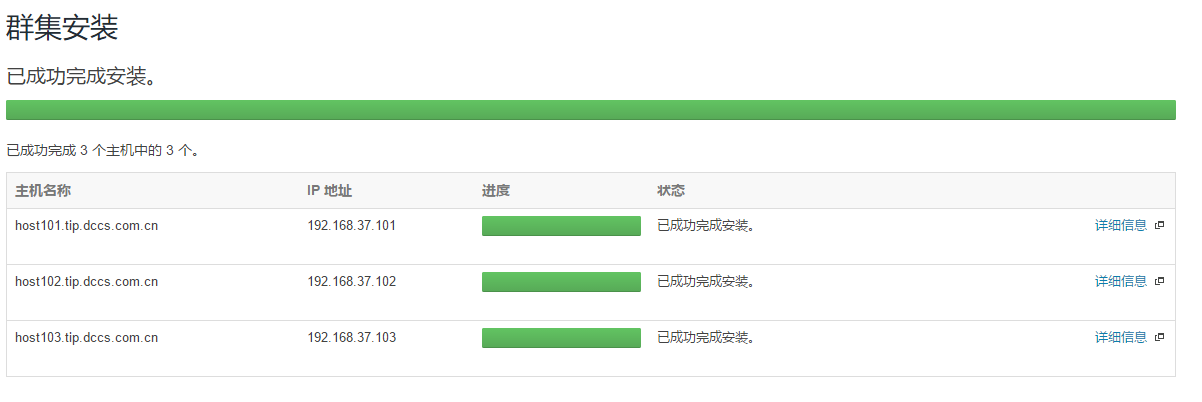 群集安装
已成功完成安装。
已成功完成 3 个主机中的 3 个。
主机名称 IP 地址 进度 状态
host101.tip.dccs.com.cn 192.168.37.101 已成功完成安装。 详细信息
host102.tip.dccs.com.cn 192.168.37.102 已成功完成安装。 详细信息
host103.tip.dccs.com.cn 192.168.37.103 已成功完成安装。 详细信息